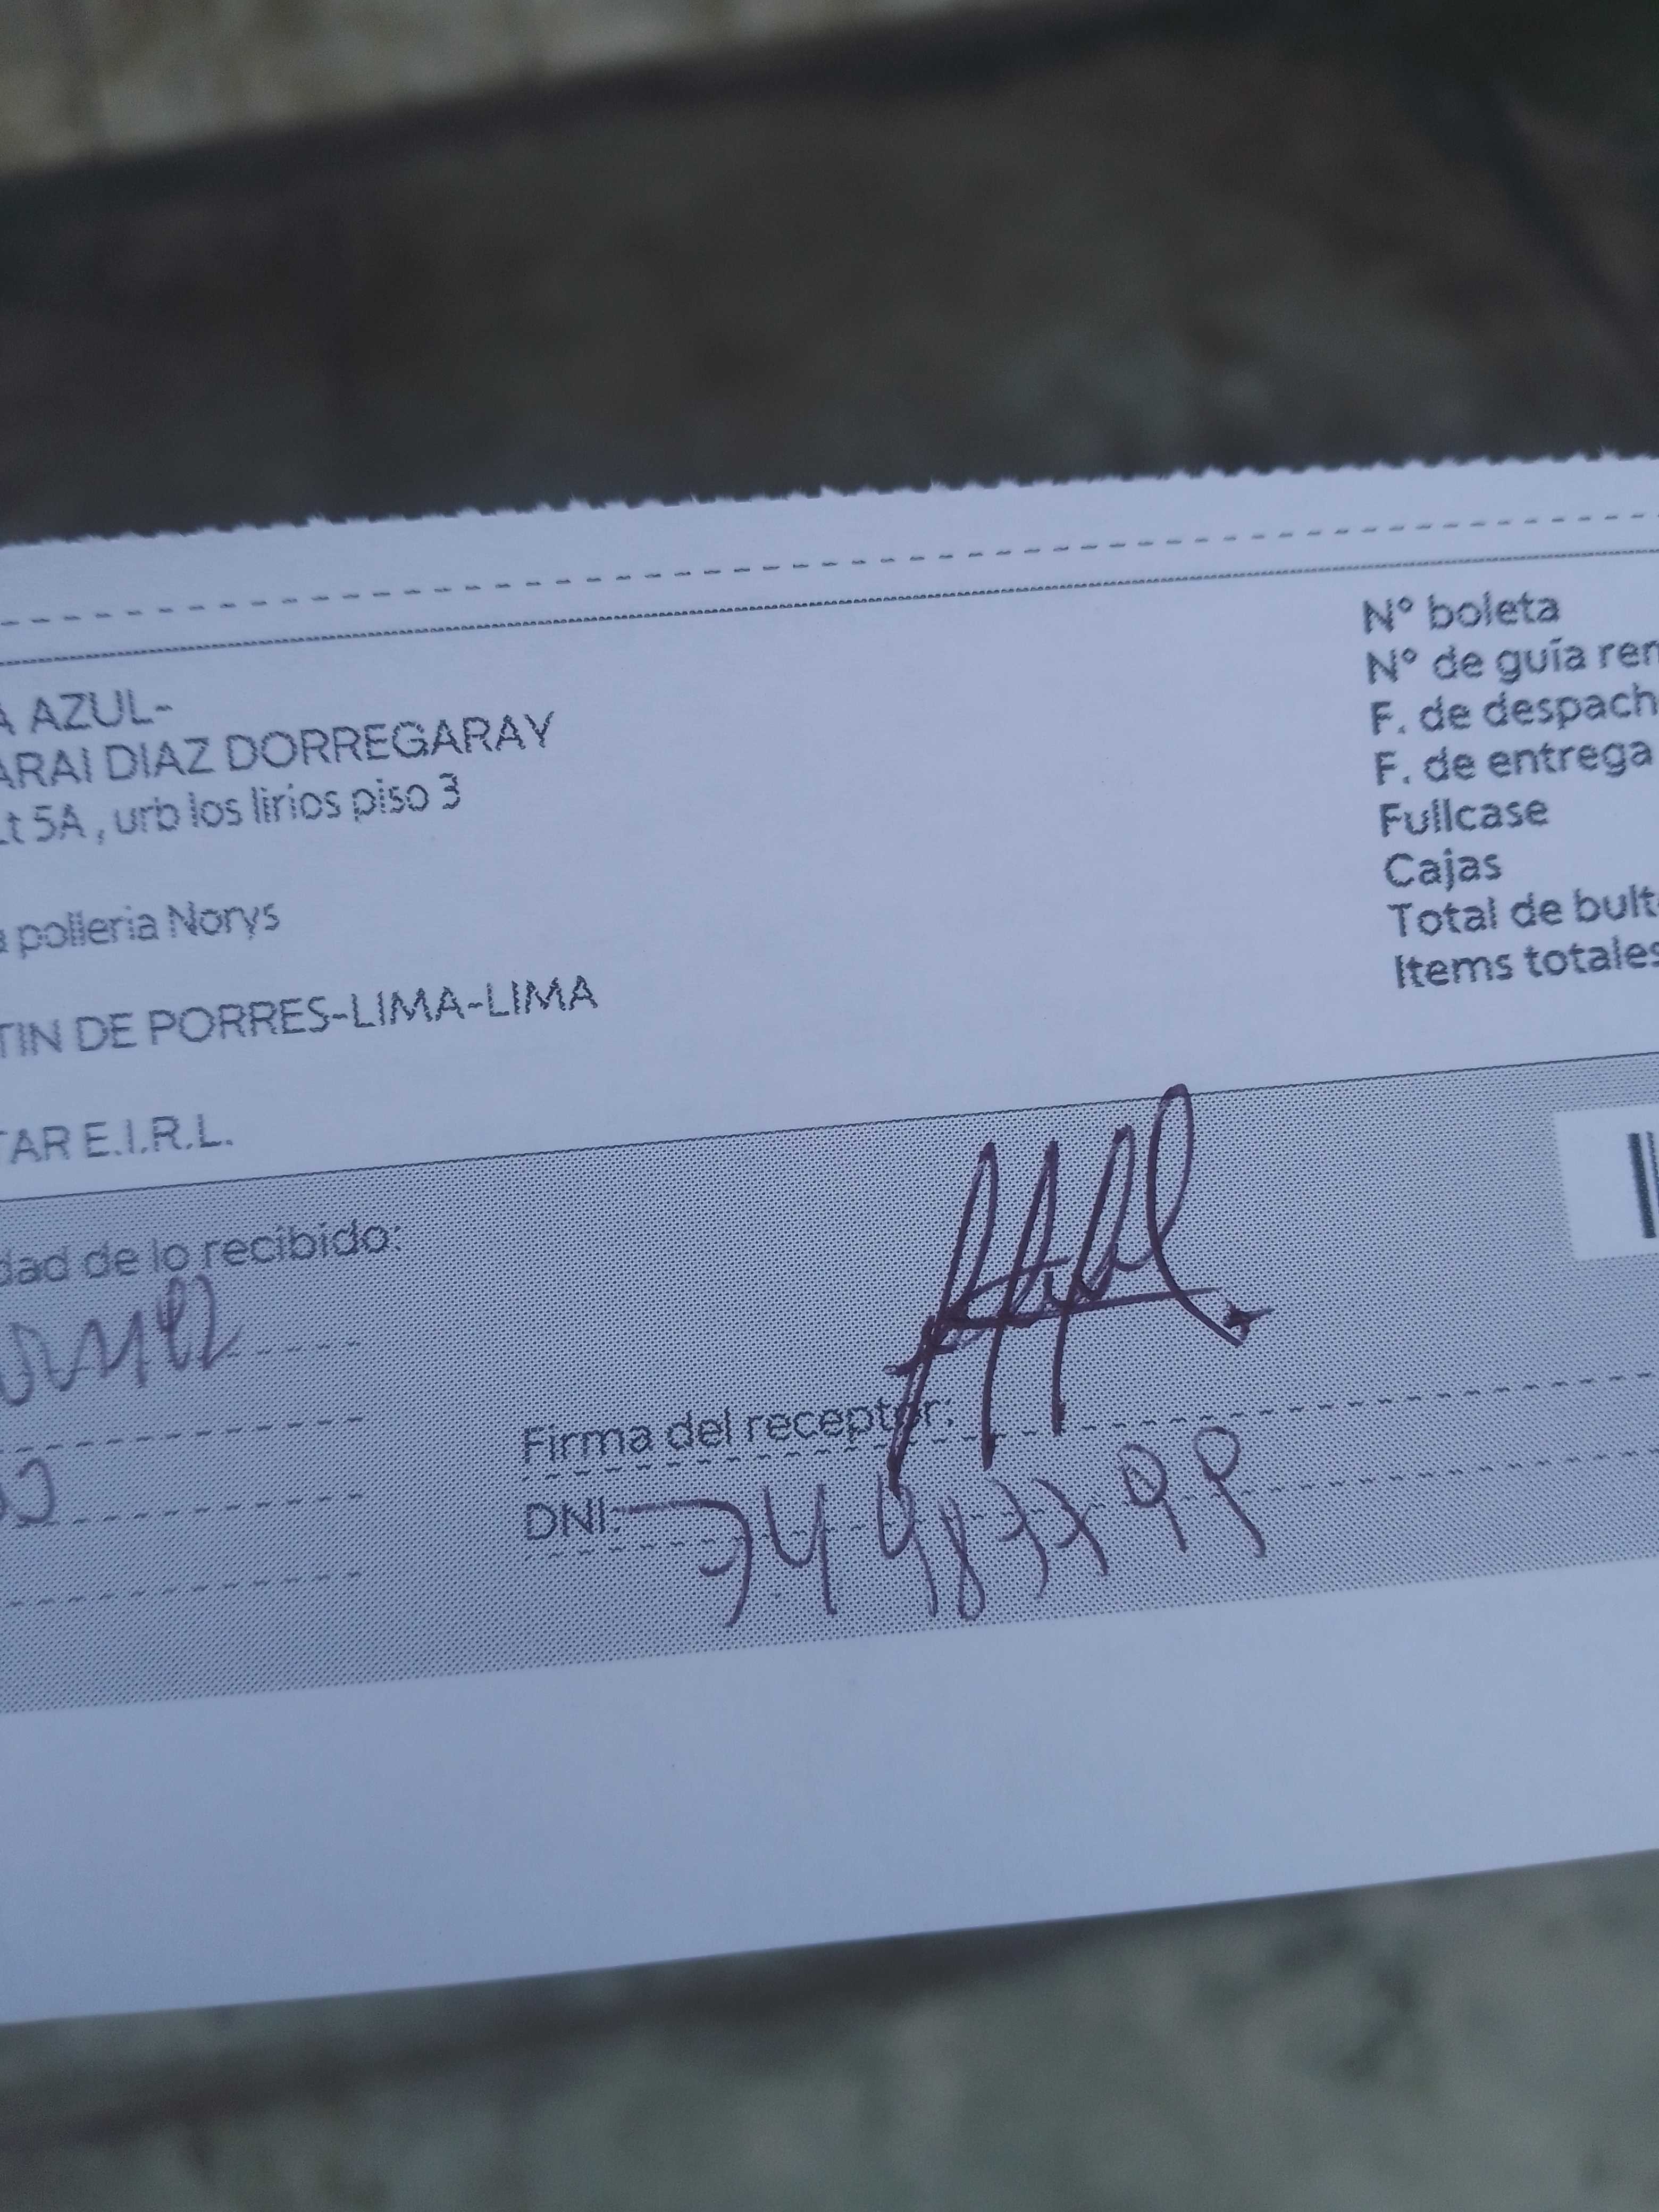 A AZUL-
ARAI DIAZ DORREGARAY
Lt 5A , urb los lirios piso 3
a polleria Norys
TIN DE PORRES-LIMA-LIMA
TAR E.I.R.L.
N° boleta
N° de guía rem
F. de despach
F. de entrega
Fullcase
Cajas
Total de bult
Items totales
dad de lo recibido:
Firma del receptor:
DNI: